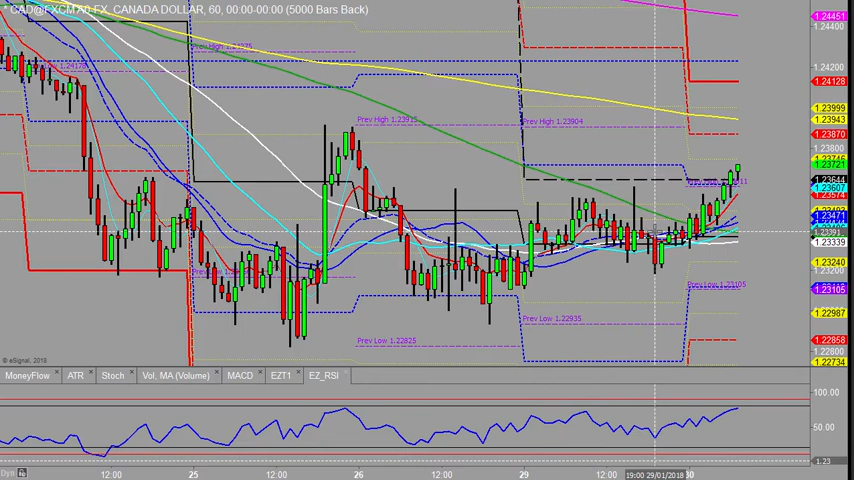 * CAD@FXCM A0-FX, CANADA DOLLAR, 60, 00:00-00:00 (5000 Bars Back)
1.24451
1.24400
1.24200
1.24128
1.23999
1.23943
1.23870
1.23800
1.23746
1.23721
1.23644
1.23607
1.23574
1.23471
1.23391
1.23339
1.23240
1.23200
1.23105
1.22987
1.22858
1.22800
1.22734
Prev High 1.23915
Prev High 1.23904
Prev Low 1.22825
Prev Low 1.22935
Prev Low 1.23105
© eSignal, 2018
MoneyFlow
ATR
Stoch
Vol, MA (Volume)
MACD
EZT1
EZ_RSI
100.00
50.00
1.23
Dyn
12:00
25
12:00
26
12:00
29
12:00
19:00 29/01/2018
30